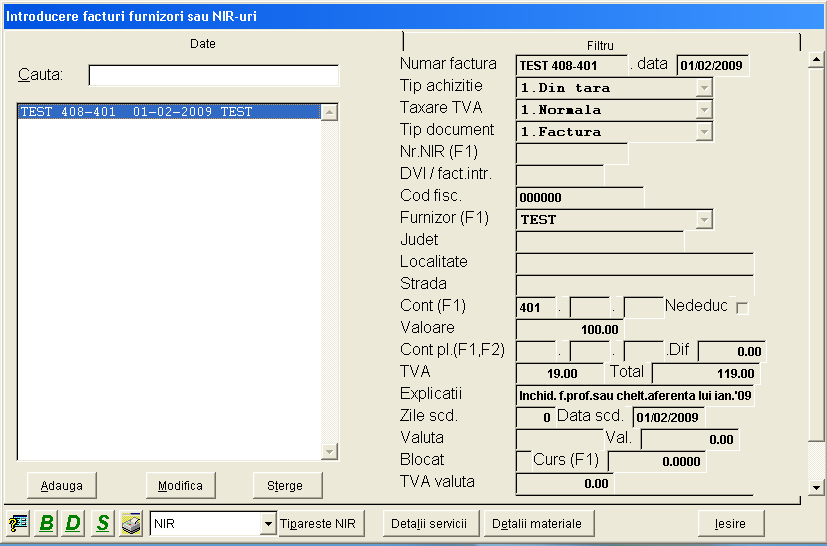 Introducere facturi furnizori sau NIR-uri
Date
Filtru
Cauta:
TEST 408-401 01-02-2009 TEST
Adauga
Modifica
Sterge
Numar factura TEST 408-401 . data 01/02/2009
Tip achizitie 1.Din tara
Taxare TVA 1.Normala
Tip document 1.Factura
Nr.NIR (F1)
DVI / fact.intr.
Cod fisc. 000000
Furnizor (F1) TEST
Judet
Localitate
Strada
Cont (F1) 401 . . Nededuc
Valoare 100.00
Cont pl.(F1,F2) . . .Dif 0.00
TVA 19.00 Total 119.00
Explicatii Inchid. f.prof.sau chelt.aferenta lui ian.'09
Zile scd. 0 Data scd. 01/02/2009
Valuta Val. 0.00
Blocat Curs (F1) 0.0000
TVA valuta 0.00
B D S NIR Tipareste NIR Detalii servicii Detalii materiale Iesire